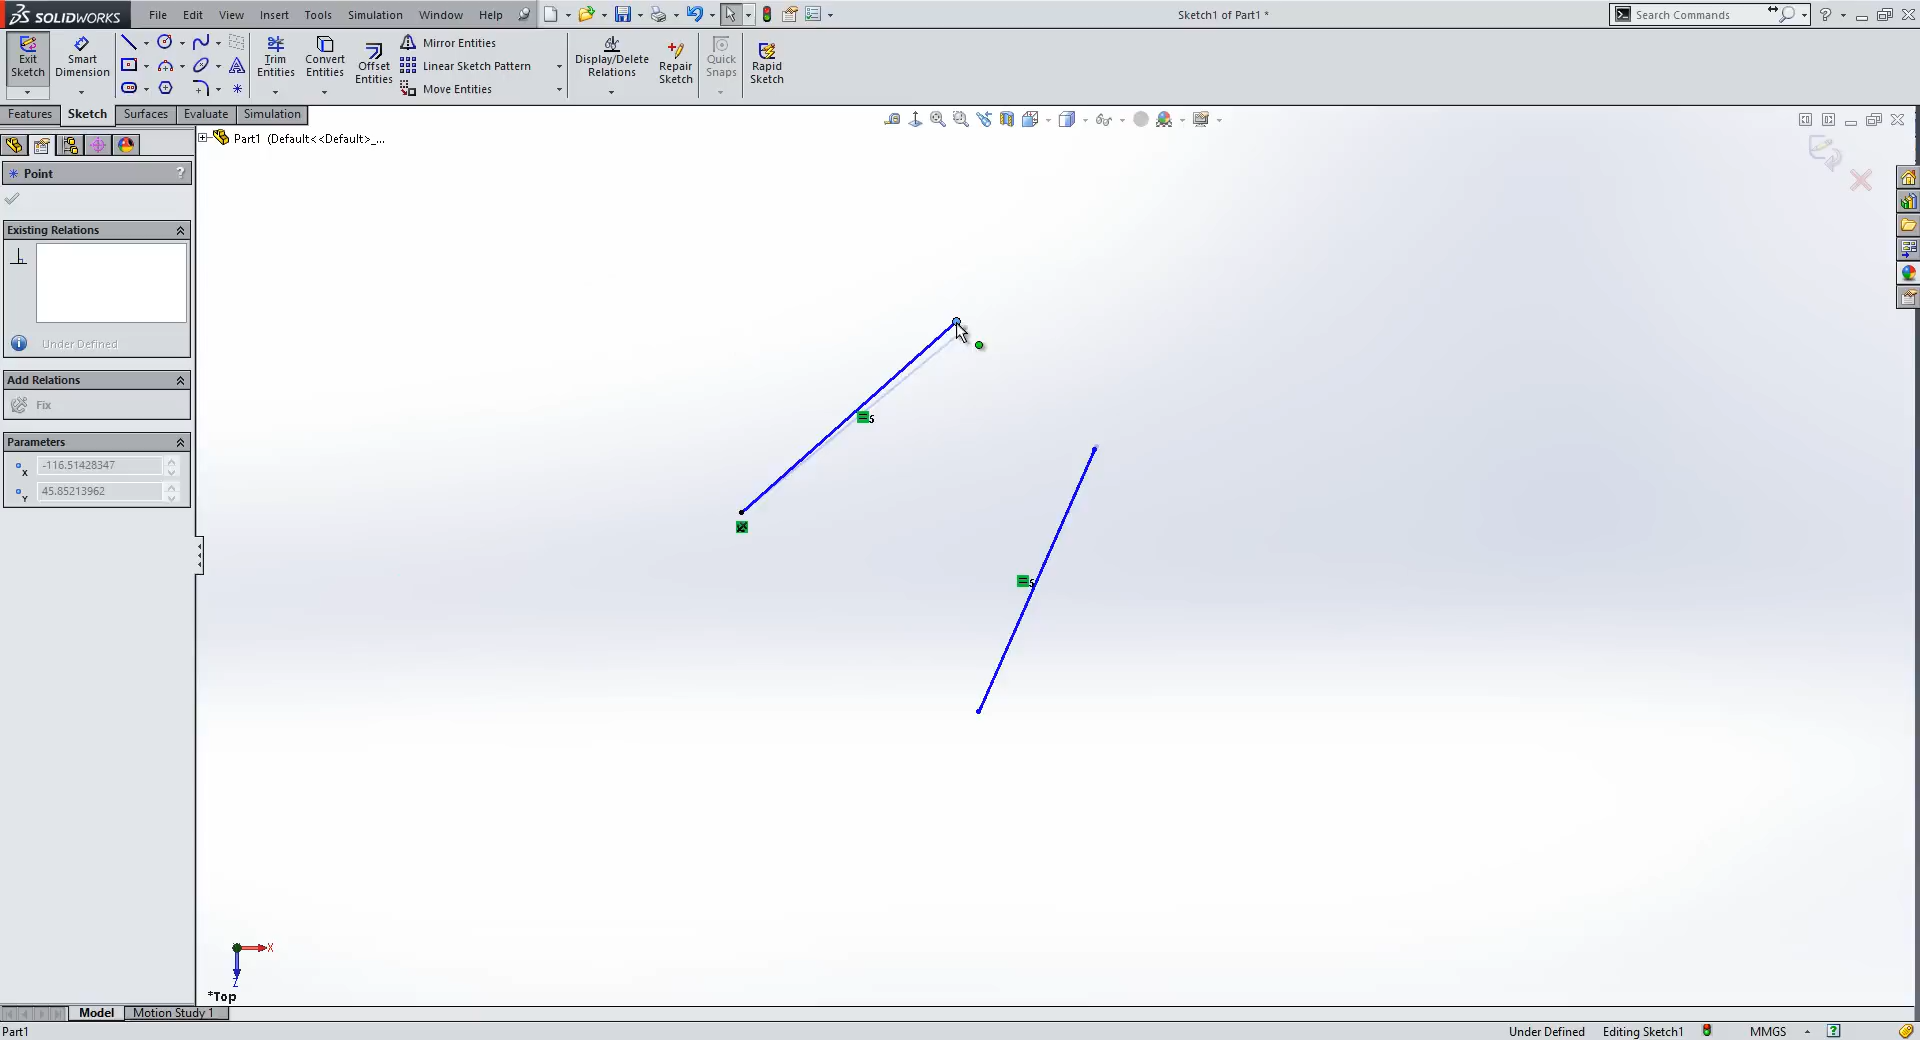 SOLIDWORKS File Edit View Insert Tools Simulation Window Help Sketch1 of Part1 * Search Commands ?
Exit Sketch
Smart Dimension
Trim Entities
Convert Entities
Offset Entities
Mirror Entities
Linear Sketch Pattern
Move Entities
Display/Delete Relations
Repair Sketch
Quick Snaps
Rapid Sketch
Features Sketch Surfaces Evaluate Simulation
Part1 (Default<<Default>_...
Point ?
Existing Relations
Under Defined
Add Relations
Fix
Parameters
X -116.51428347
Y 45.85213962
5
X
Z
*Top
Model Motion Study 1
Part1 Under Defined Editing Sketch1 MMGS ?